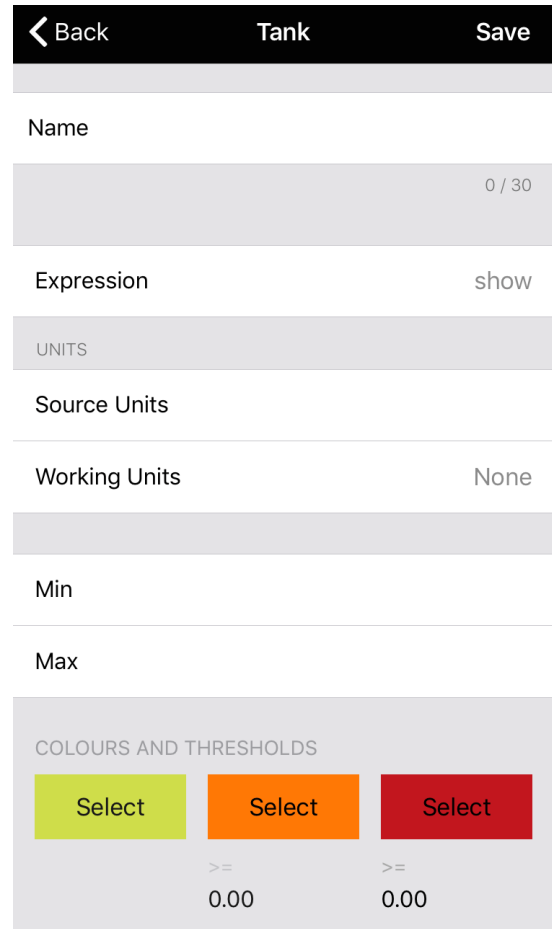 Back Tank Save
Name
0 / 30
Expression show
UNITS
Source Units
Working Units None
Min
Max
COLOURS AND THRESHOLDS
Select Select Select
>= >=
0.00 0.00